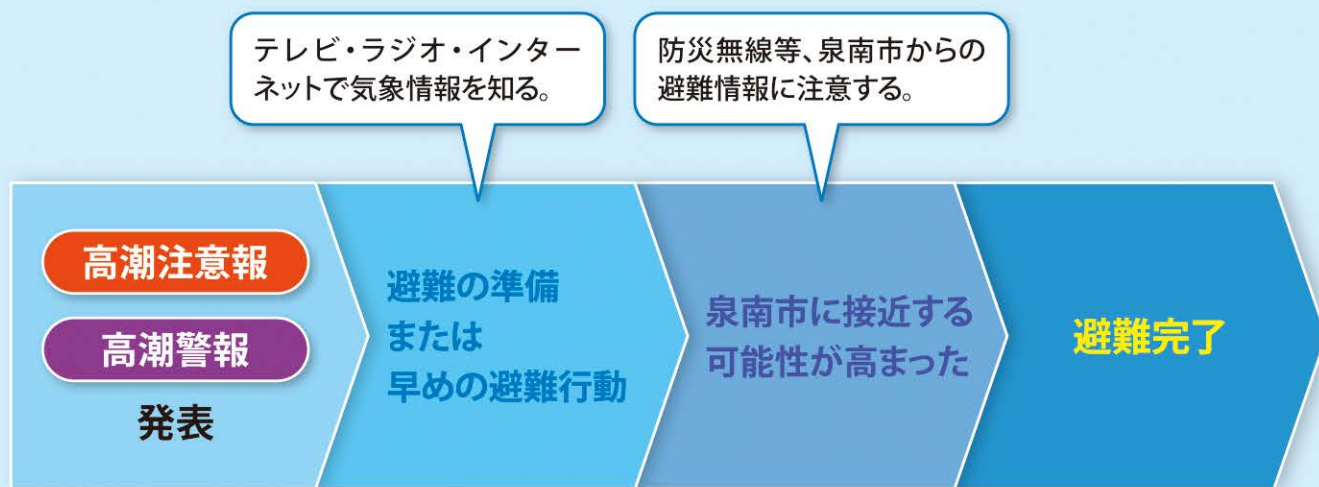 テレビ・ラジオ・インター
ネットで気象情報を知る。
防災無線等、泉南市からの
避難情報に注意する。
高潮注意報
高潮警報
発表
避難の準備
または
早めの避難行動
泉南市に接近する
可能性が高まった
避難完了